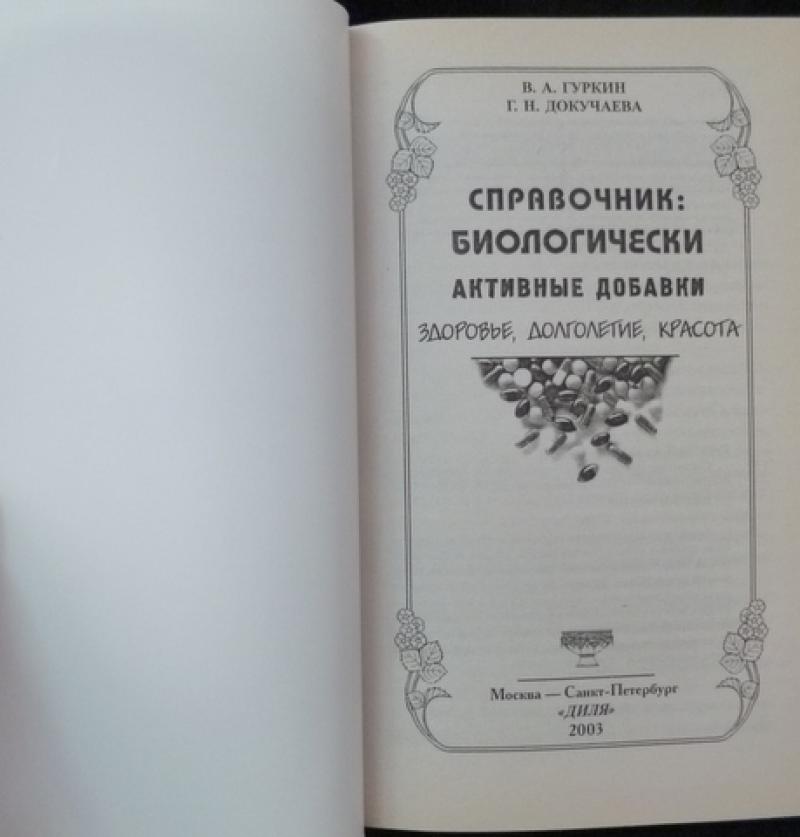 В. А. ГУРКИН
Г. Н. ДОКУЧАЕВА
СПРАВОЧНИК:
БИОЛОГИЧЕСКИ
АКТИВНЫЕ ДОБАВКИ
ЗДОРОВЬЕ, ДОЛГОЛЕТИЕ, КРАСОТА
Москва — Санкт-Петербург
«ДИЛЯ»
2003